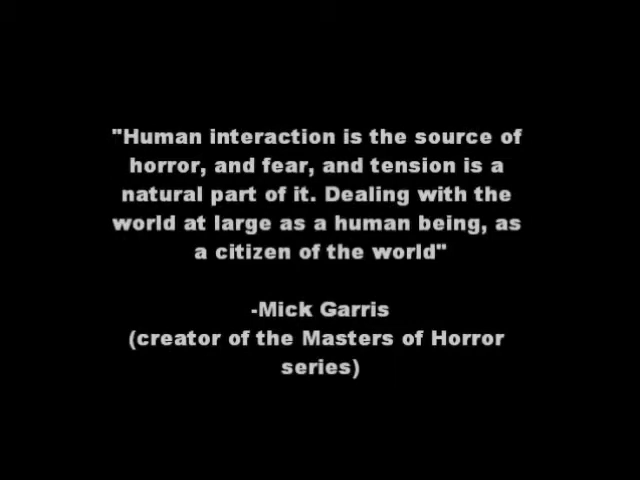 "Human interaction is the source of
horror, and fear, and tension is a
natural part of it. Dealing with the
world at large as a human being, as
a citizen of the world"
-Mick Garris
(creator of the Masters of Horror
series)